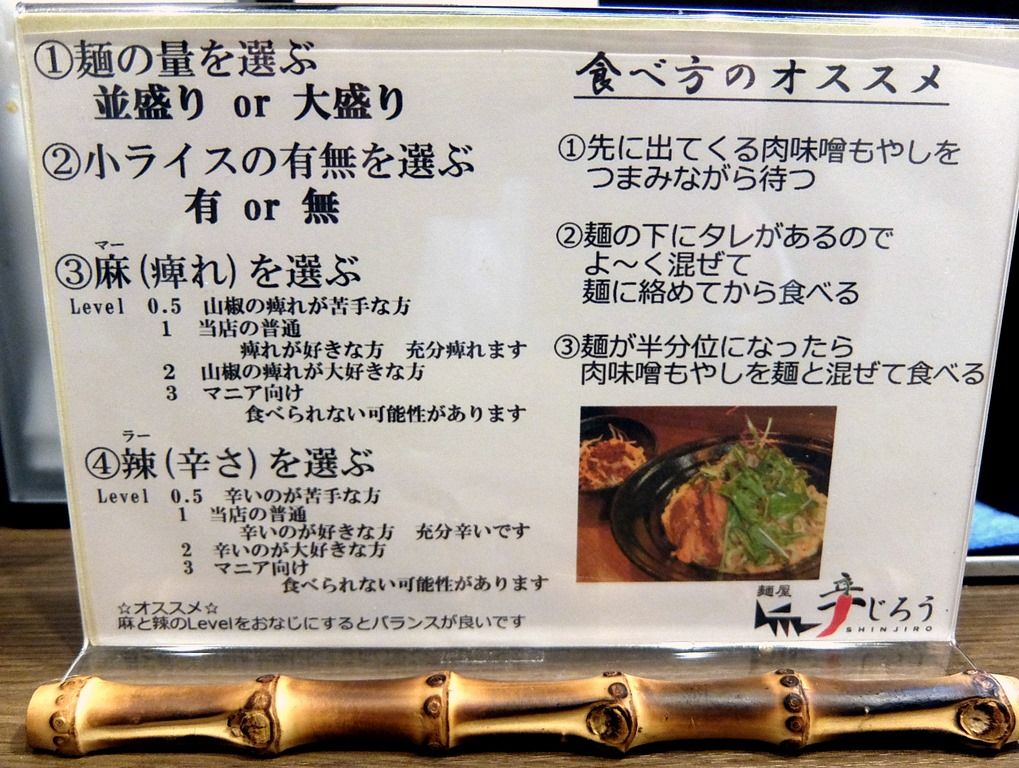 ①麺の量を選ぶ
並盛り or 大盛り
②小ライスの有無を選ぶ
有 or 無
マー
③麻(痺れ)を選ぶ
Level 0.5 山椒の痺れが苦手な方
1 当店の普通
痺れが好きな方 充分痺れます
2 山椒の痺れが大好きな方
3 マニア向け
食べられない可能性があります
ラー
④辣(辛さ)を選ぶ
Level 0.5 辛いのが苦手な方
1 当店の普通
辛いのが好きな方 充分辛いです
2 辛いのが大好きな方
3 マニア向け
食べられない可能性があります
☆オススメ☆
麻と辣のLevelをおなじにするとバランスが良いです
食べ方のオススメ
①先に出てくる肉味噌もやしを
つまみながら待つ
②麺の下にタレがあるので
よ～く混ぜて
麺に絡めてから食べる
③麺が半分位になったら
肉味噌もやしを麺と混ぜて食べる
麺屋
辛じろう
SHINJIRO